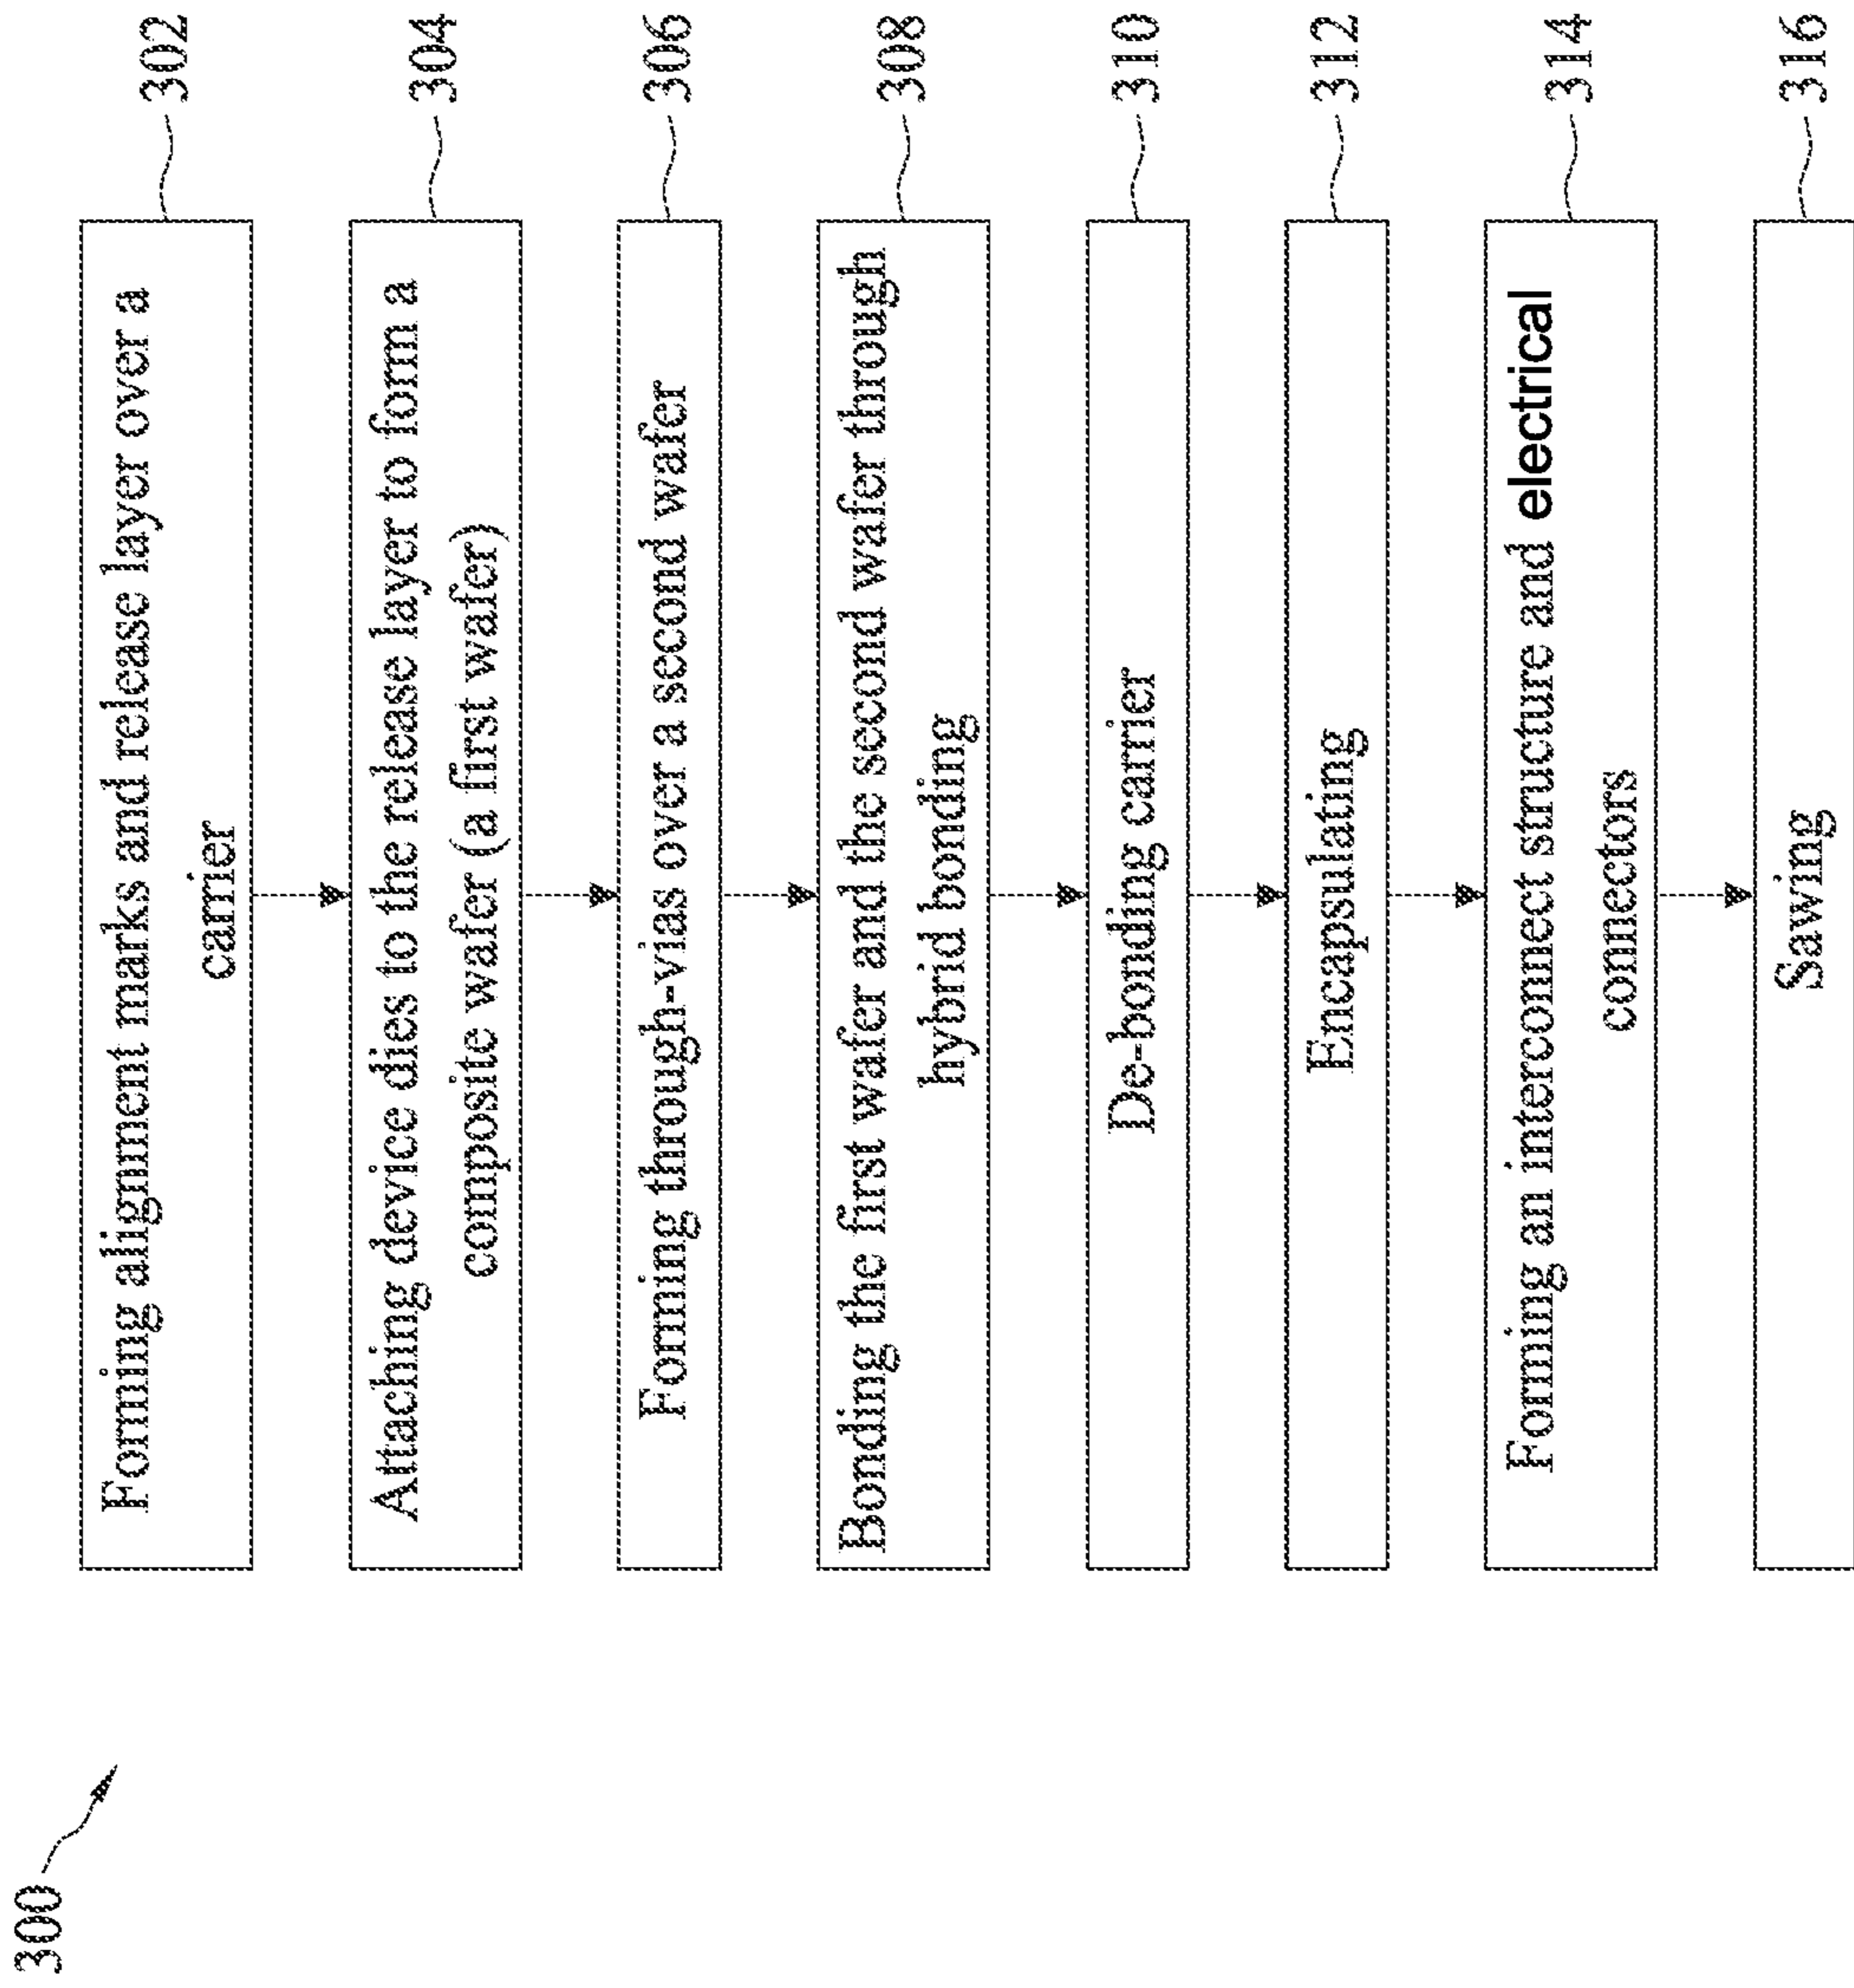 300
Forming alignment marks and release layer over a
carrier
302
Attaching device dies to the release layer to form a
composite wafer (a first wafer)
304
Forming through-vias over a second wafer
306
Bonding the first wafer and the second wafer through
hybrid bonding
308
De-bonding carrier
310
Encapsulating
312
Forming an interconnect structure and electrical
connectors
314
Sawing
316